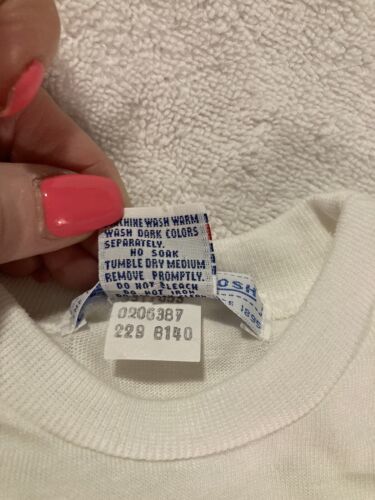 MACHINE WASH WARM
WASH DARK COLORS
SEPARATELY.
NO SOAK
TUMBLE DRY MEDIUM
REMOVE PROMPTLY.
DO NOT BLEACH
DO NOT IRON
0206387
229 8140
OSH
1895